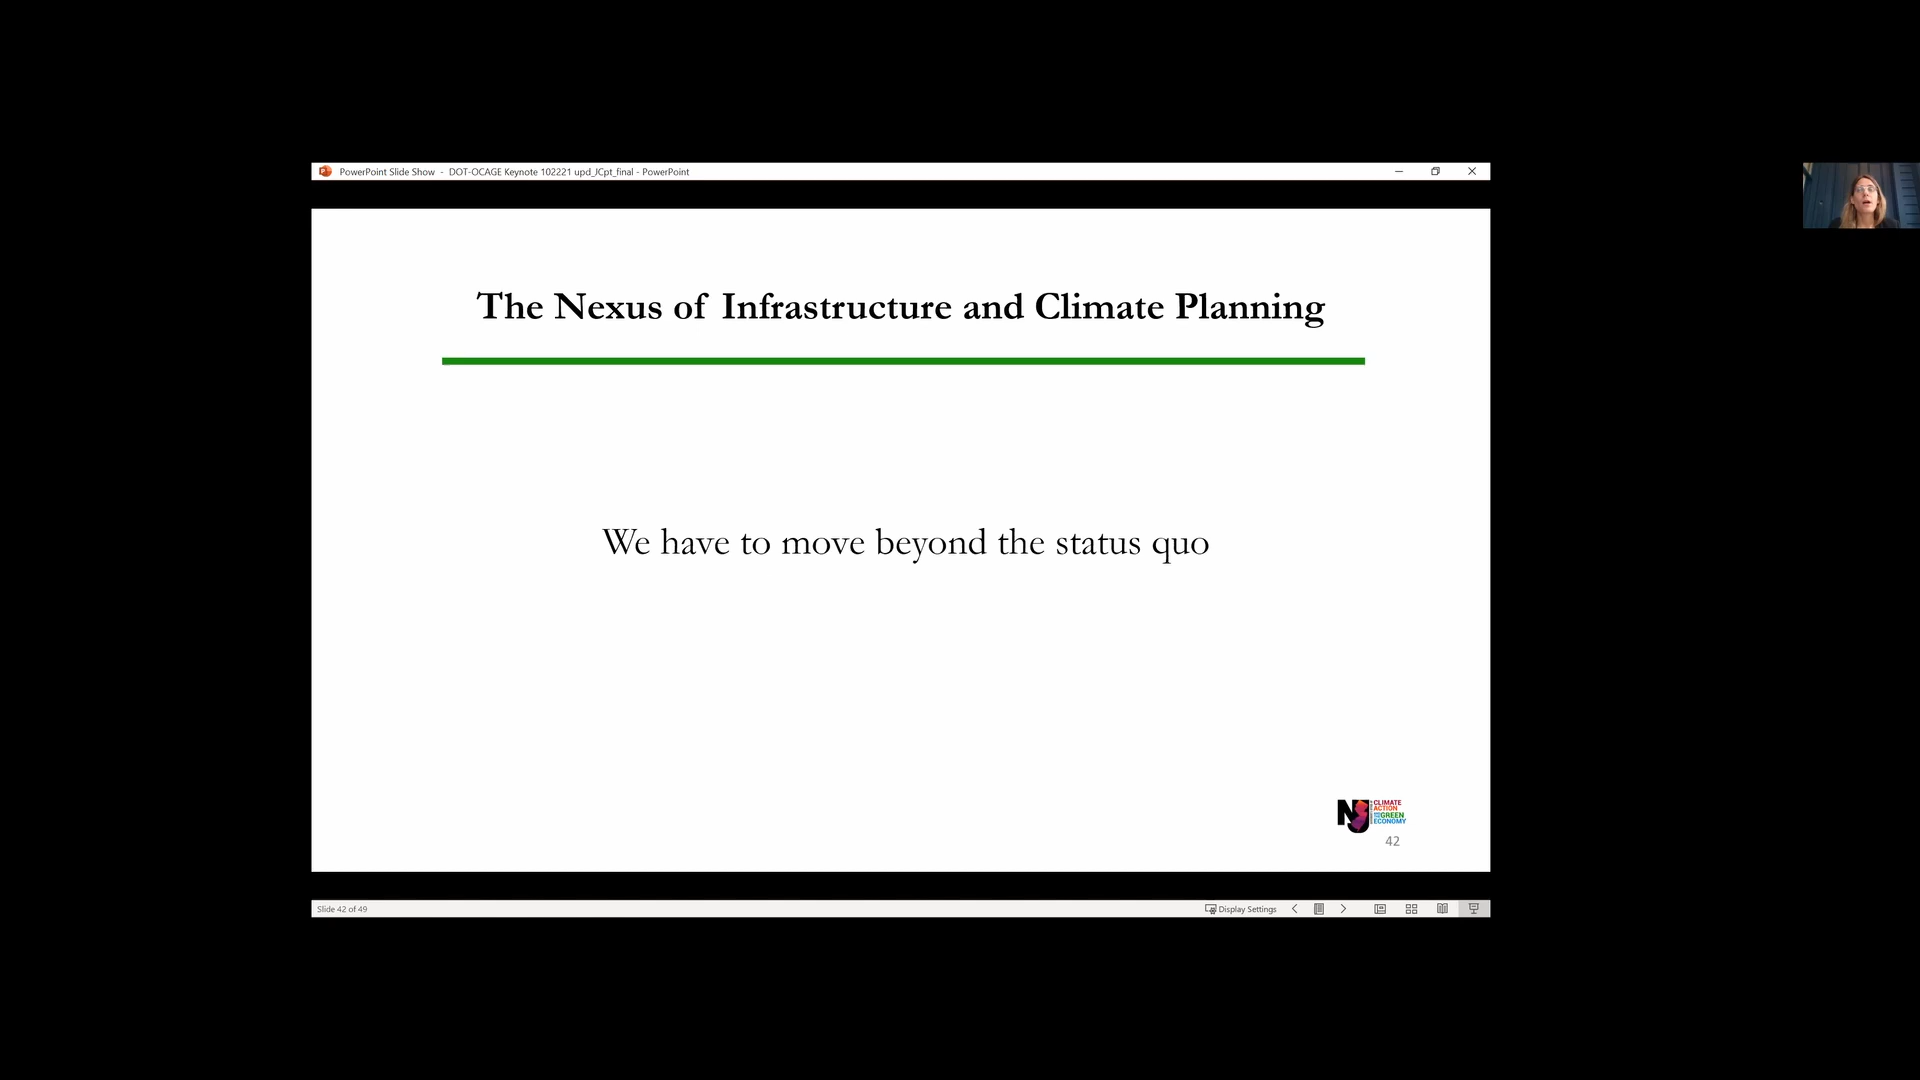 PowerPoint Slide Show - DOT-OCAGE Keynote 102221 upd_JCpt_final - PowerPoint
The Nexus of Infrastructure and Climate Planning
We have to move beyond the status quo
NJ
CLIMATE
ACTION
GREEN
ECONOMY
42
Slide 42 of 49
Display Settings